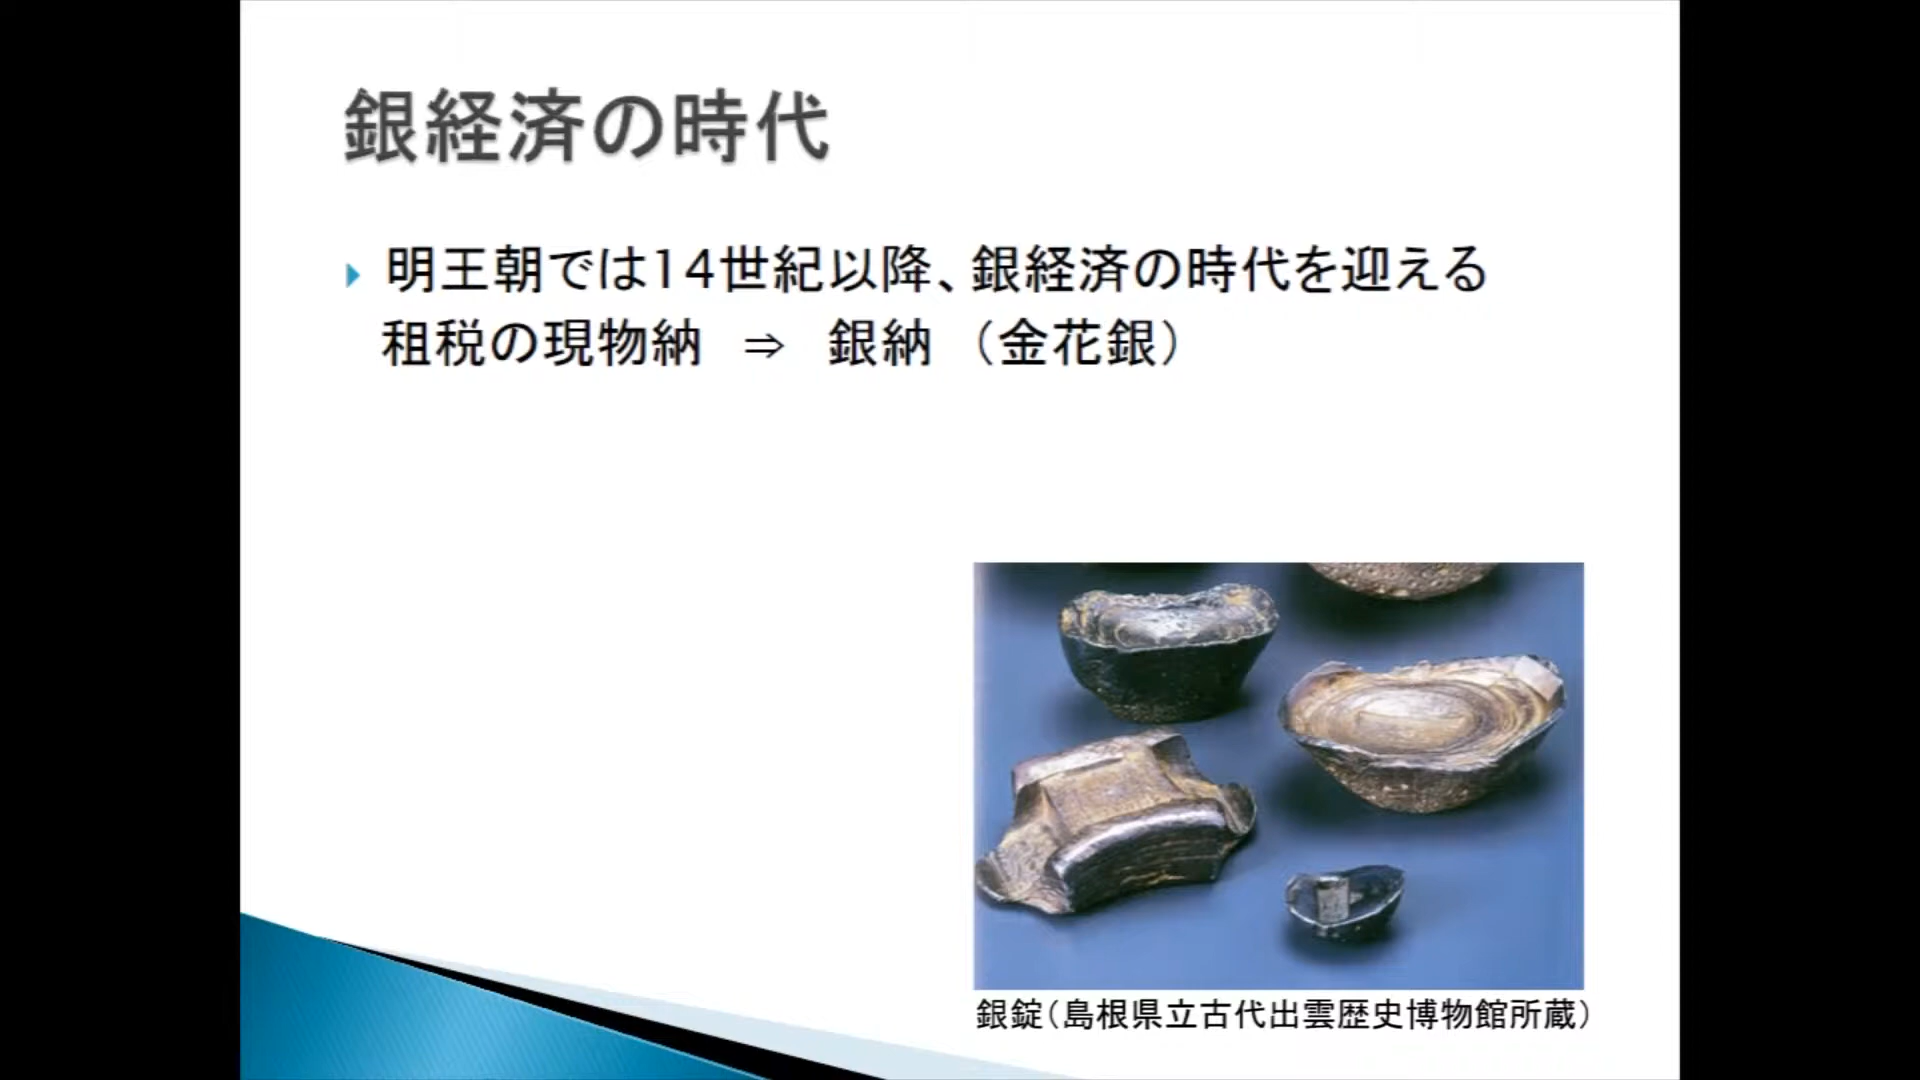 銀経済の時代
明王朝では14世紀以降、銀経済の時代を迎える
租税の現物納 ⇒ 銀納 （金花銀）
銀錠（島根県立古代出雲歴史博物館所蔵）